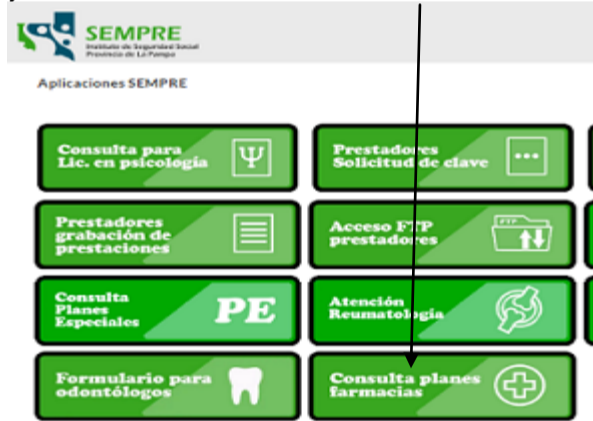 SEMPRE
Instituto de Seguridad Social
Provincia de La Pampa
Aplicaciones SEMPRE
Consulta para
Lic. en psicología
Prestadores
Solicitud de clave
Prestadores
grabación de
prestaciones
Acceso FTP
prestadores
FTP
Consulta
Planes
Especiales
PE
Atención
Reumatología
Formulario para
odontólogos
Consulta planes
farmacias